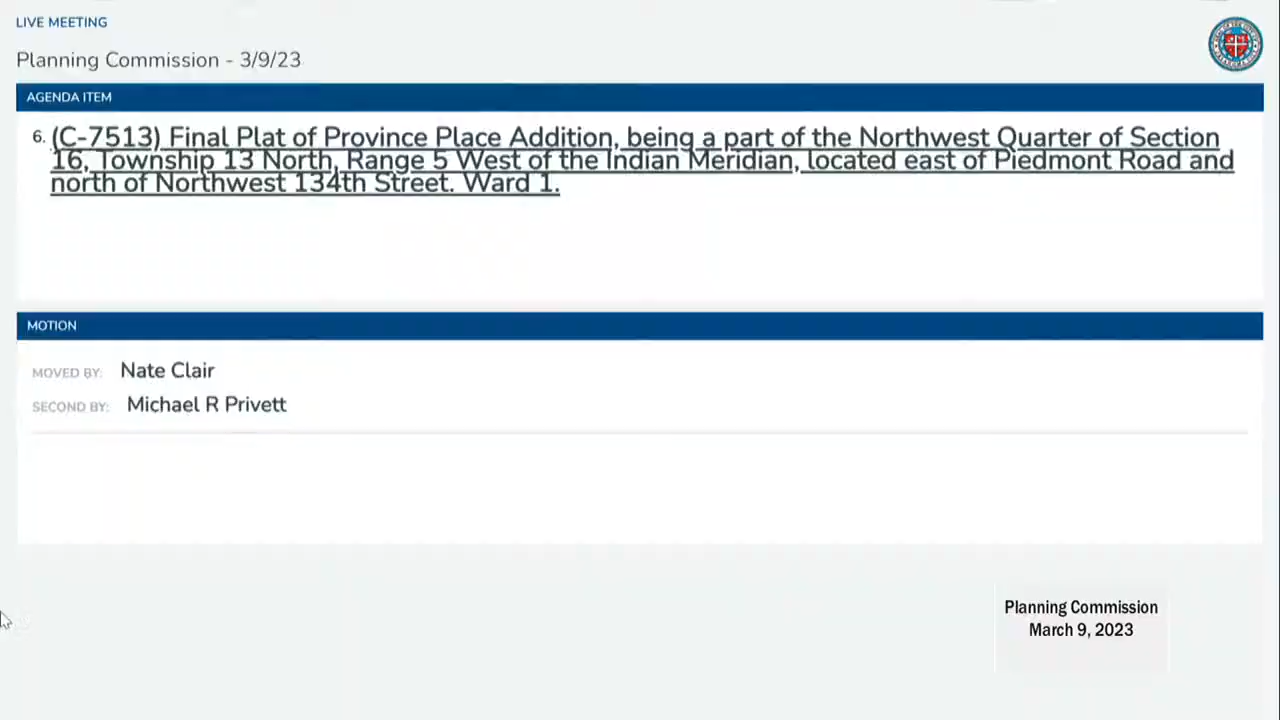 LIVE MEETING
Planning Commission - 3/9/23
AGENDA ITEM
6. (C-7513) Final Plat of Province Place Addition, being a part of the Northwest Quarter of Section
16, Township 13 North, Range 5 West of the Indian Meridian, located east of Piedmont Road and
north of Northwest 134th Street. Ward 1.
MOTION
MOVED BY: Nate Clair
SECOND BY: Michael R Privett
Planning Commission
March 9, 2023